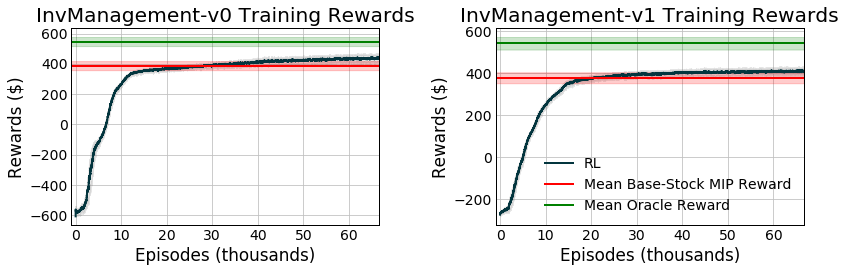 InvManagement-v0 Training Rewards
600
400
200
0
−200
−400
−600
Rewards ($)
0 10 20 30 40 50 60
Episodes (thousands)
InvManagement-v1 Training Rewards
600
400
200
0
−200
Rewards ($)
RL
Mean Base-Stock MIP Reward
Mean Oracle Reward
0 10 20 30 40 50 60
Episodes (thousands)